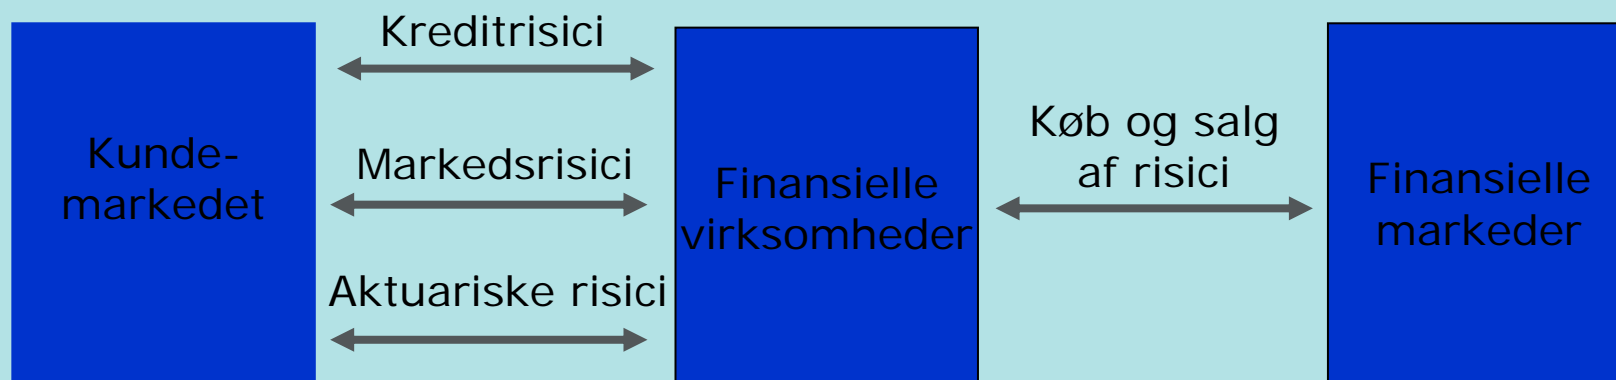 Kunde-
markedet
Kreditrisici
Markedsrisici
Aktuariske risici
Finansielle
virksomheder
Køb og salg
af risici
Finansielle
markeder